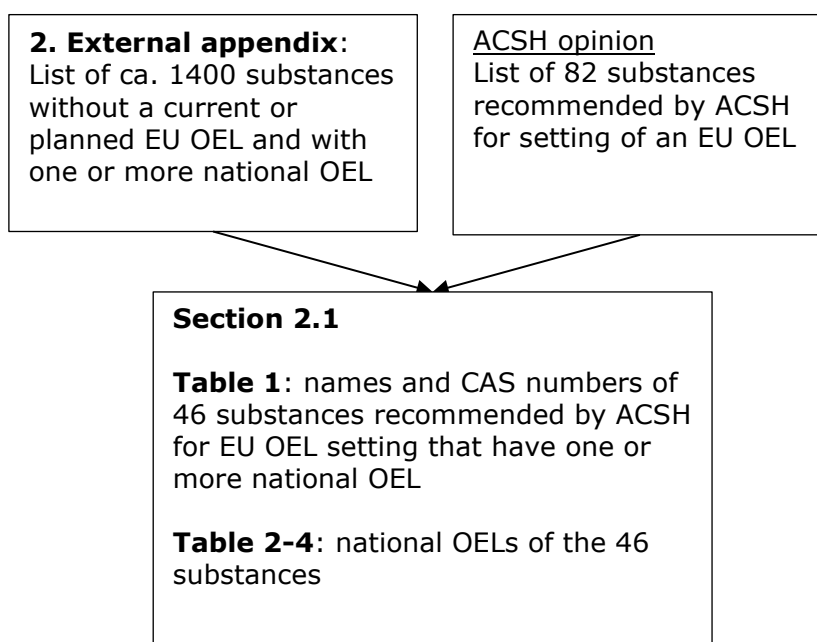 2. External appendix:
List of ca. 1400 substances
without a current or
planned EU OEL and with
one or more national OEL
ACSH opinion
List of 82 substances
recommended by ACSH
for setting of an EU OEL
Section 2.1
Table 1: names and CAS numbers of
46 substances recommended by ACSH
for EU OEL setting that have one or
more national OEL
Table 2-4: national OELs of the 46
substances